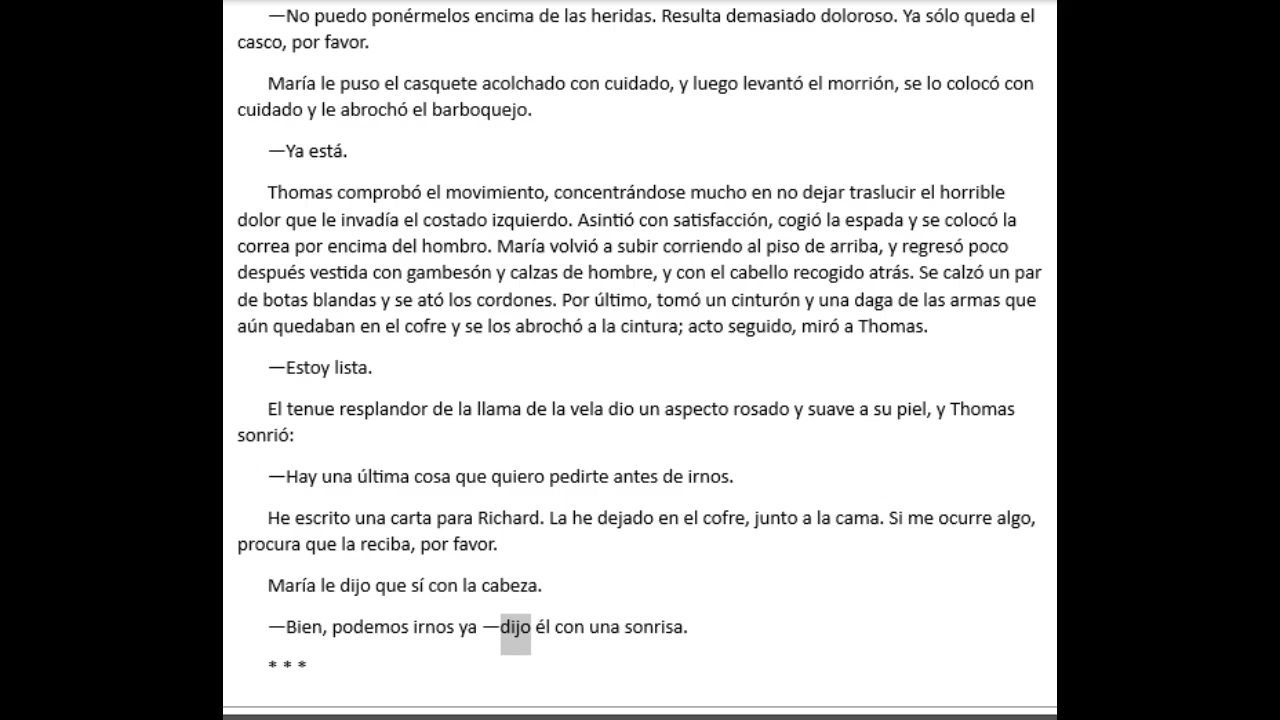 —No puedo ponérmelos encima de las heridas. Resulta demasiado doloroso. Ya sólo queda el
casco, por favor.
María le puso el casquete acolchado con cuidado, y luego levantó el morrión, se lo colocó con
cuidado y le abrochó el barboquejo.
—Ya está.
Thomas comprobó el movimiento, concentrándose mucho en no dejar traslucir el horrible
dolor que le invadía el costado izquierdo. Asintió con satisfacción, cogió la espada y se colocó la
correa por encima del hombro. María volvió a subir corriendo al piso de arriba, y regresó poco
después vestida con gambesón y calzas de hombre, y con el cabello recogido atrás. Se calzó un par
de botas blandas y se ató los cordones. Por último, tomó un cinturón y una daga de las armas que
aún quedaban en el cofre y se los abrochó a la cintura; acto seguido, miró a Thomas.
—Estoy lista.
El tenue resplandor de la llama de la vela dio un aspecto rosado y suave a su piel, y Thomas
sonrió:
—Hay una última cosa que quiero pedirte antes de irnos.
He escrito una carta para Richard. La he dejado en el cofre, junto a la cama. Si me ocurre algo,
procura que la reciba, por favor.
María le dijo que sí con la cabeza.
—Bien, podemos irnos ya —dijo él con una sonrisa.
* * *